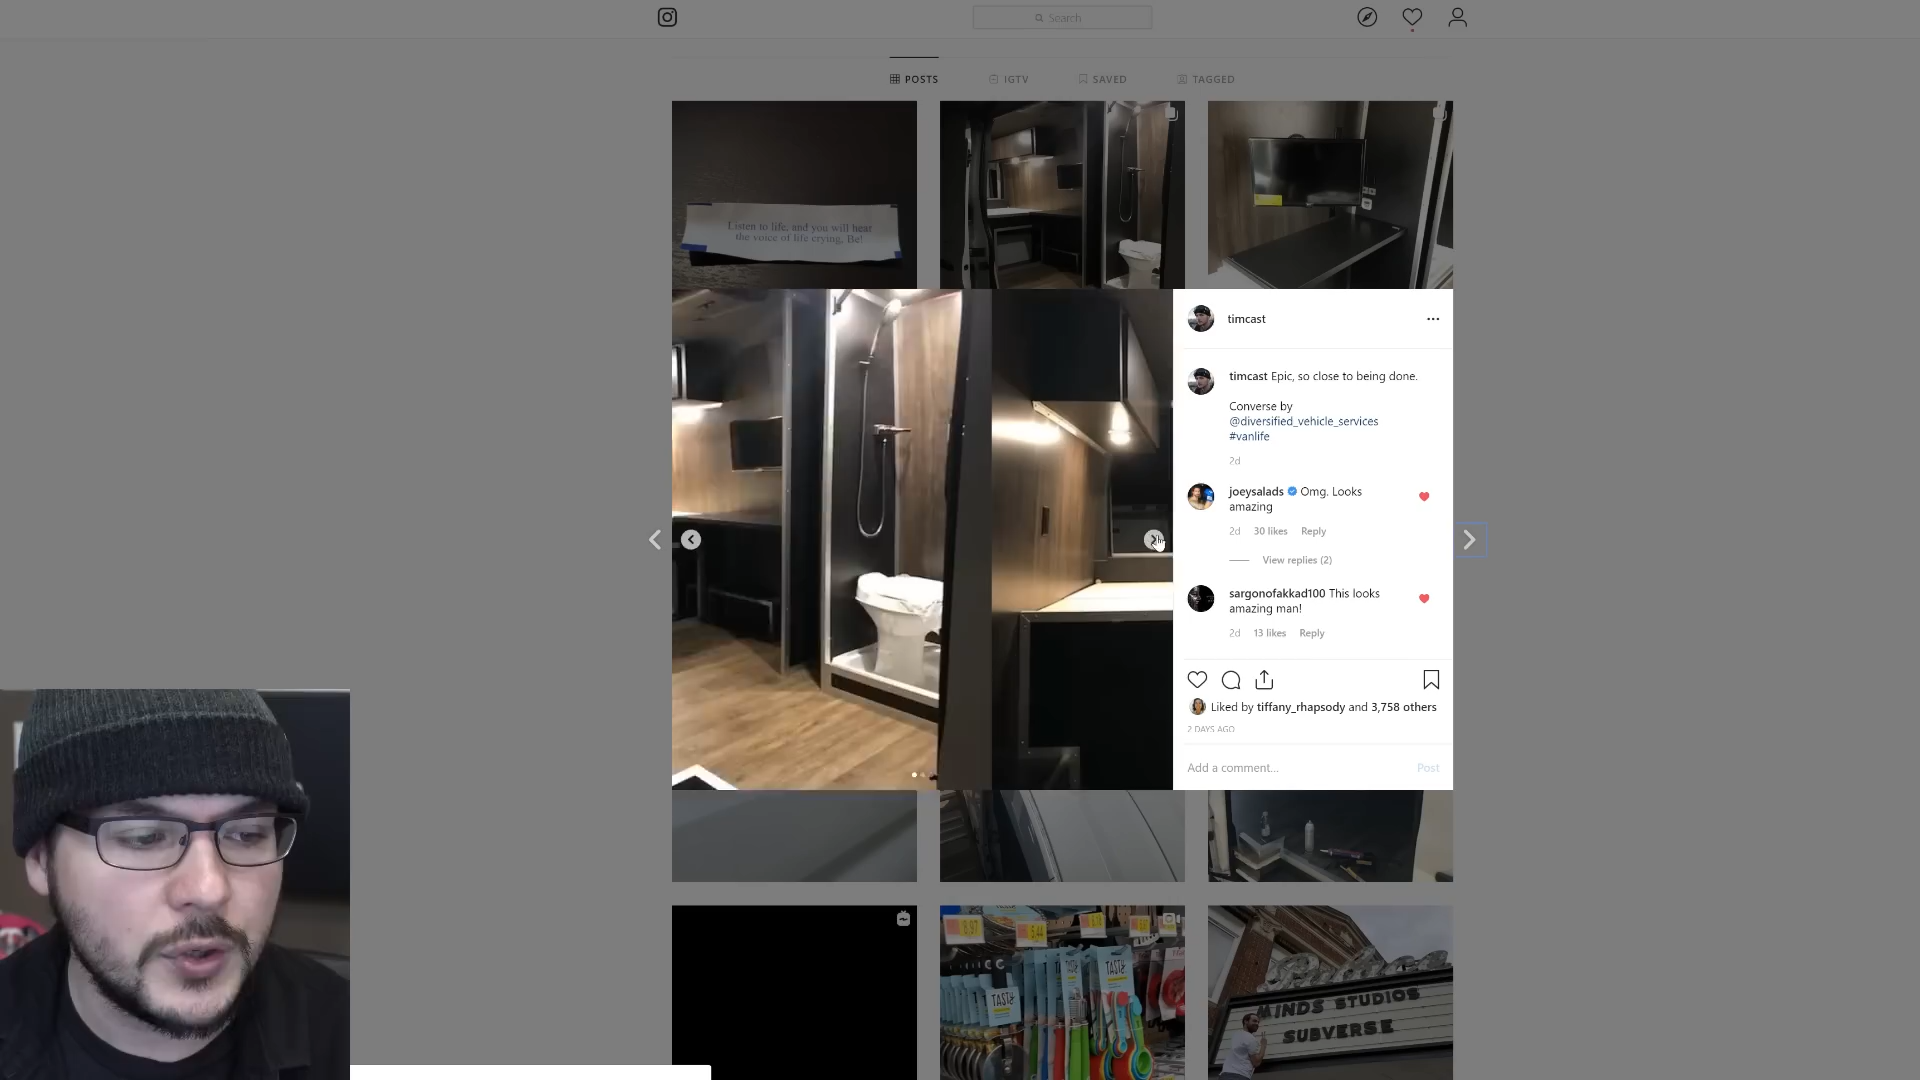 Search
POSTS
IGTV
SAVED
TAGGED
Listen to life, and you will hear
the voice of life crying, Be!
timcast
timcast Epic, so close to being done.
Converse by
@diversified_vehicle_services
#vanlife
2d
joeysalads Omg. Looks
amazing
2d 30 likes Reply
View replies (2)
sargonofakkad100 This looks
amazing man!
2d 13 likes Reply
Liked by tiffany_rhapsody and 3,758 others
2 DAYS AGO
Add a comment...
Post
TASTY
TASTY
TASTY
MINDS STUDIOS
SUBVERSE